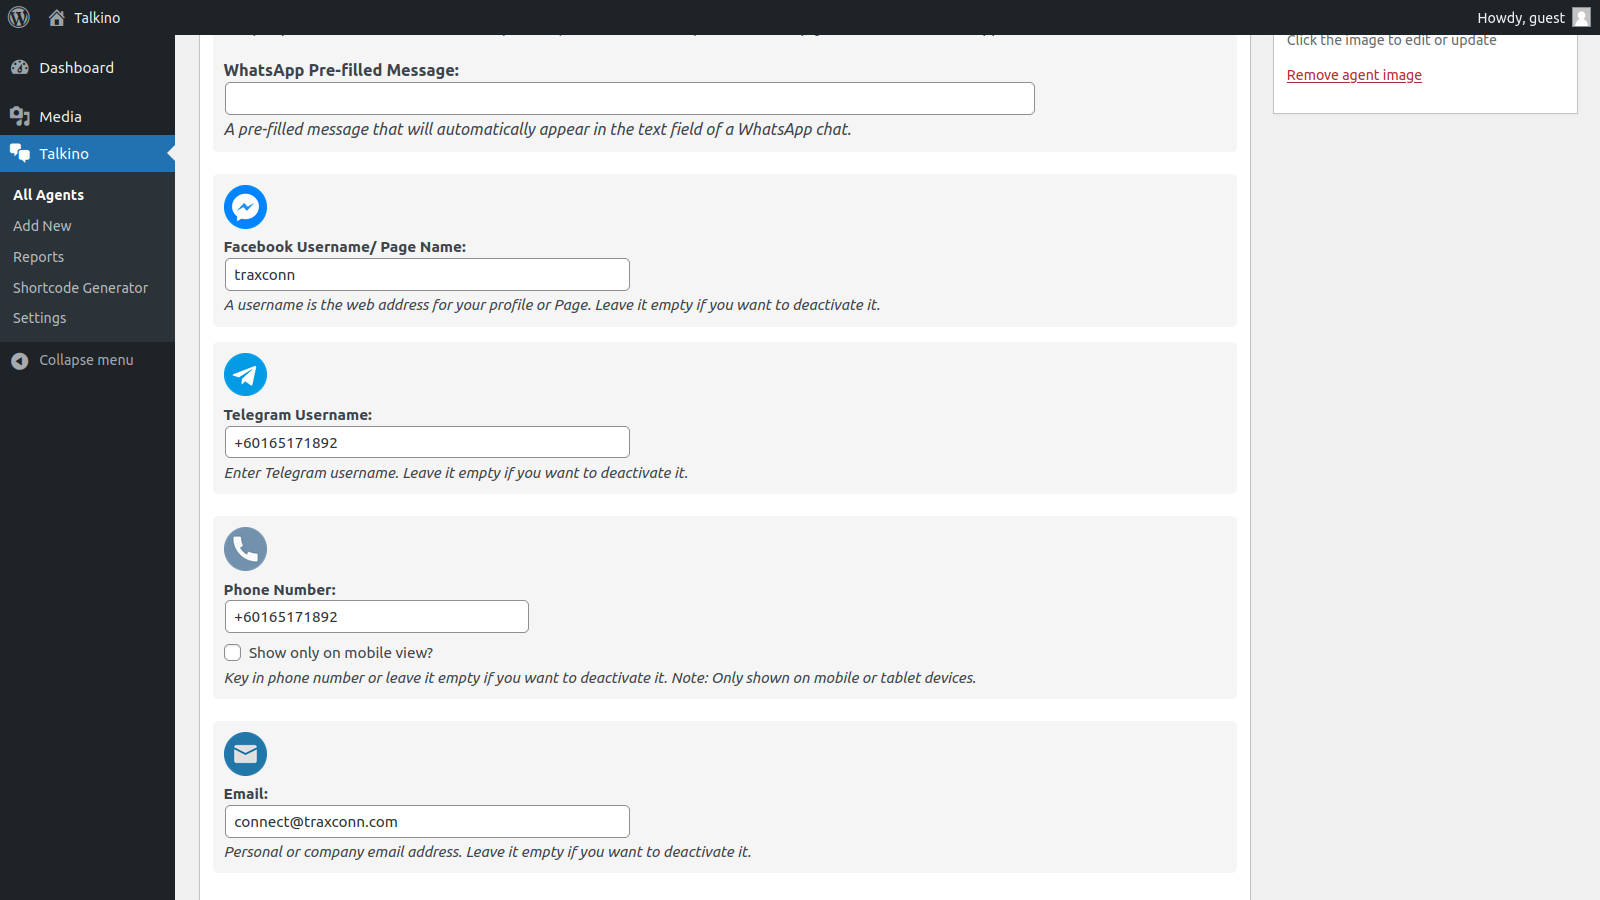 Talkino
Howdy, guest
Dashboard
Media
Talkino
All Agents
Add New
Reports
Shortcode Generator
Settings
Collapse menu
WhatsApp Pre-filled Message:
A pre-filled message that will automatically appear in the text field of a WhatsApp chat.
Facebook Username/ Page Name:
traxconn
A username is the web address for your profile or Page. Leave it empty if you want to deactivate it.
Telegram Username:
+60165171892
Enter Telegram username. Leave it empty if you want to deactivate it.
Phone Number:
+60165171892
Show only on mobile view?
Key in phone number or leave it empty if you want to deactivate it. Note: Only shown on mobile or tablet devices.
Email:
connect@traxconn.com
Personal or company email address. Leave it empty if you want to deactivate it.
Click the image to edit or update
Remove agent image